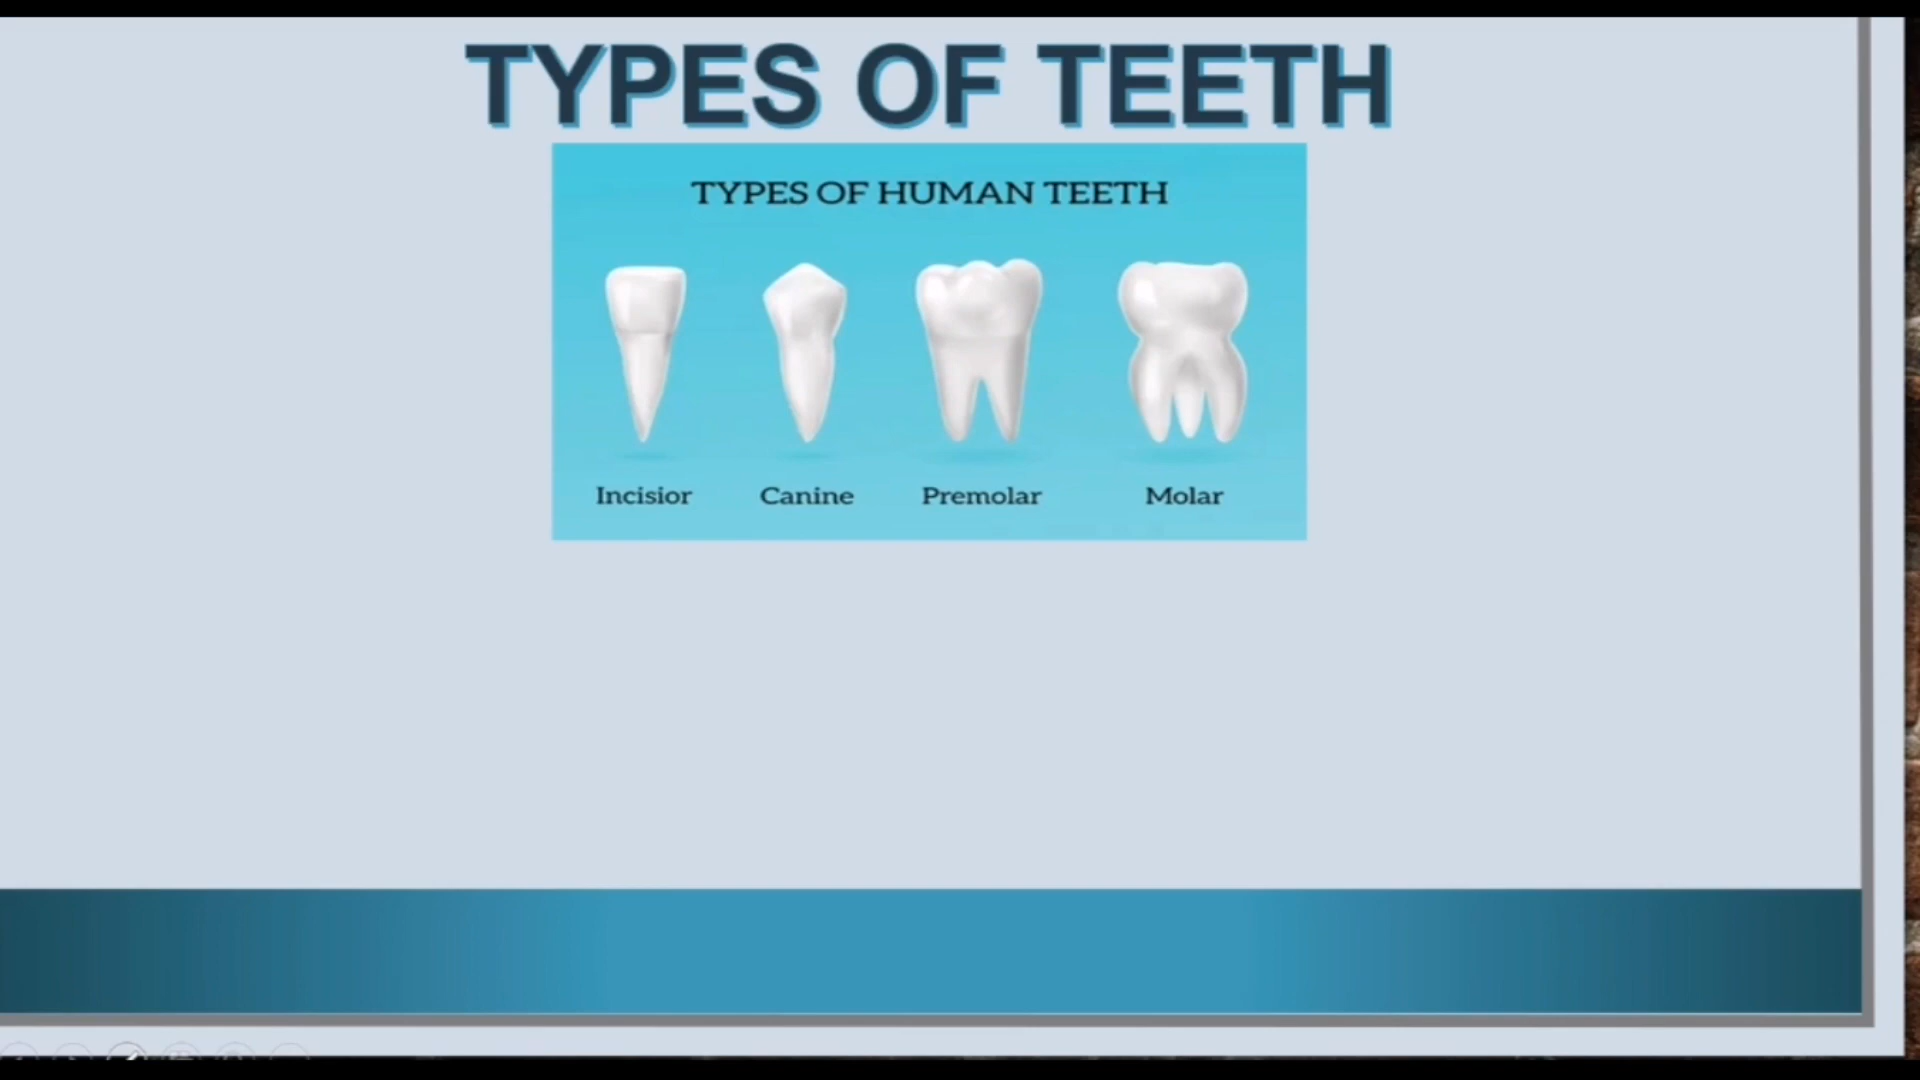 TYPES OF TEETH
TYPES OF HUMAN TEETH
Incisior Canine Premolar Molar